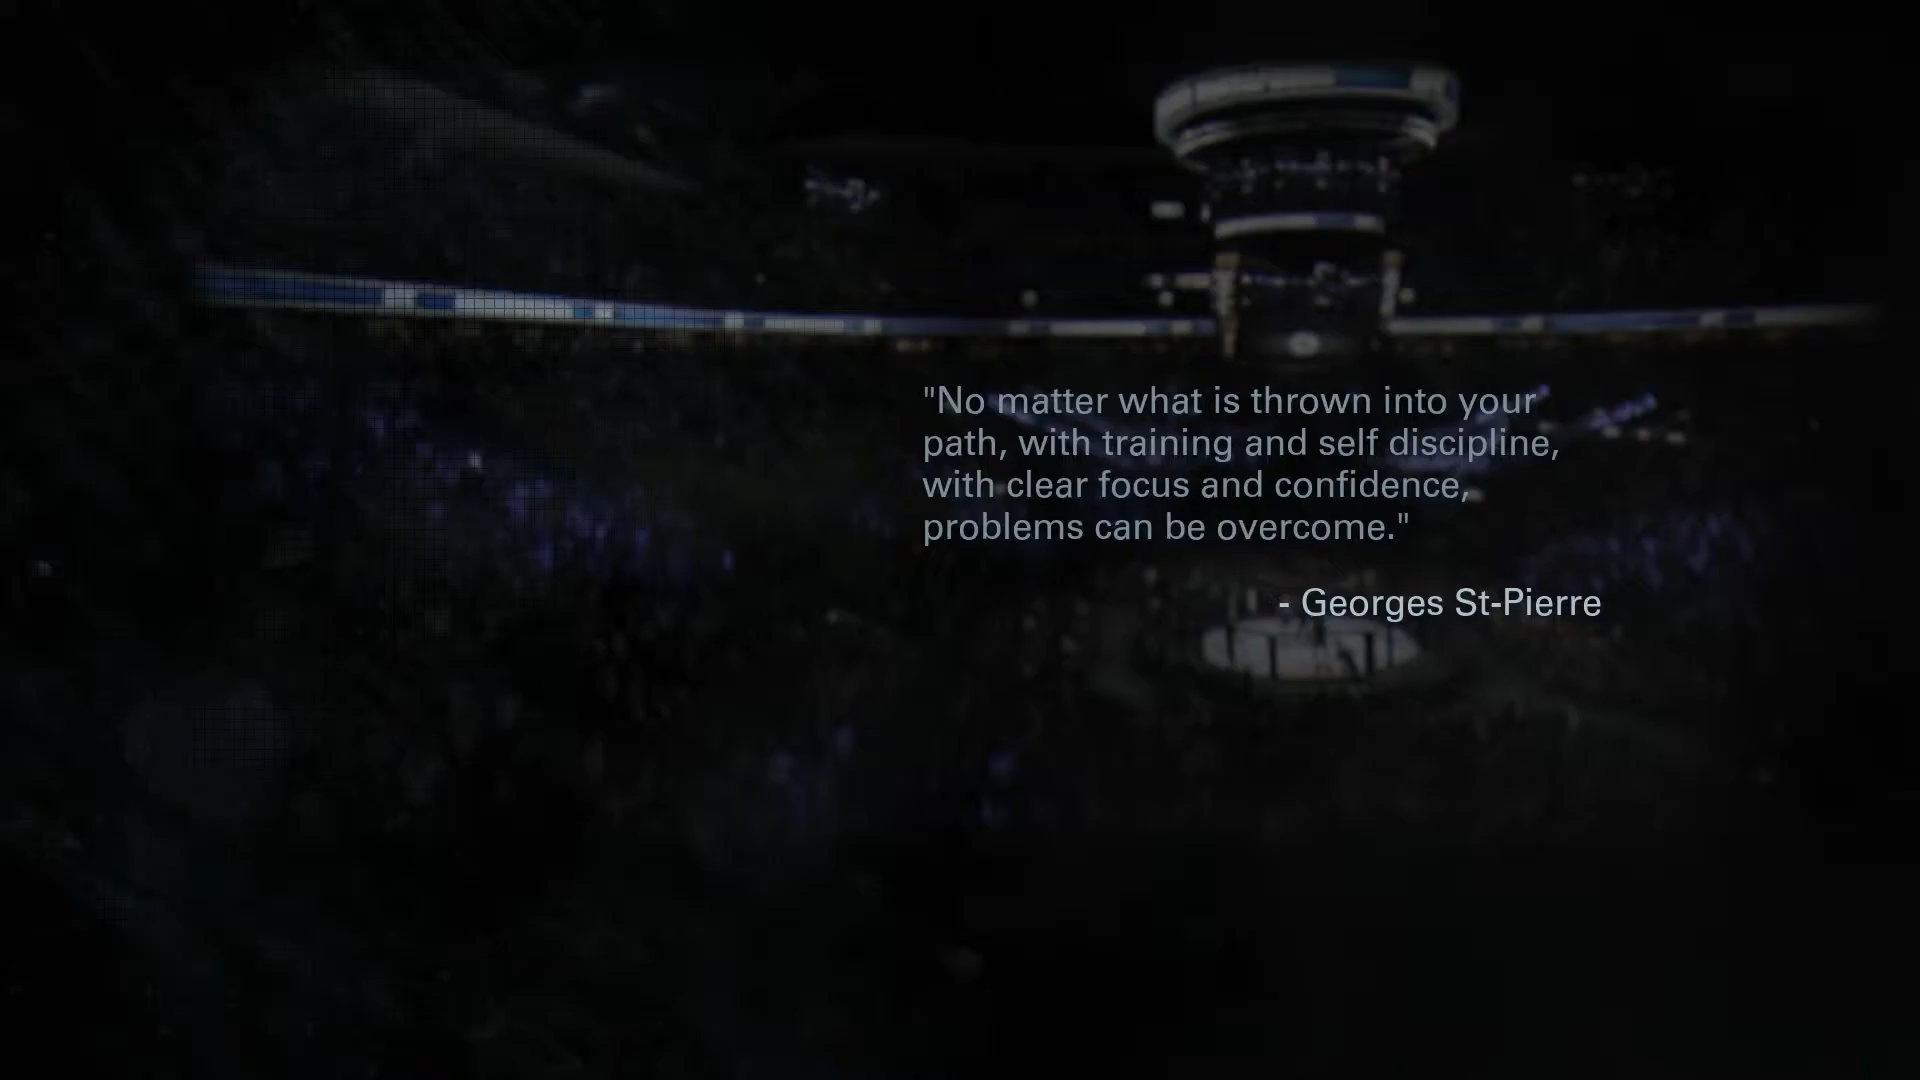 "No matter what is thrown into your
path, with training and self discipline,
with clear focus and confidence,
problems can be overcome."
- Georges St-Pierre